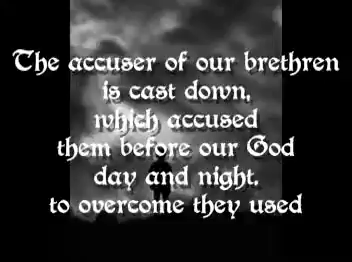 The accuser of our brethren
is cast down,
which accused
them before our God
day and night.
to overcome they used